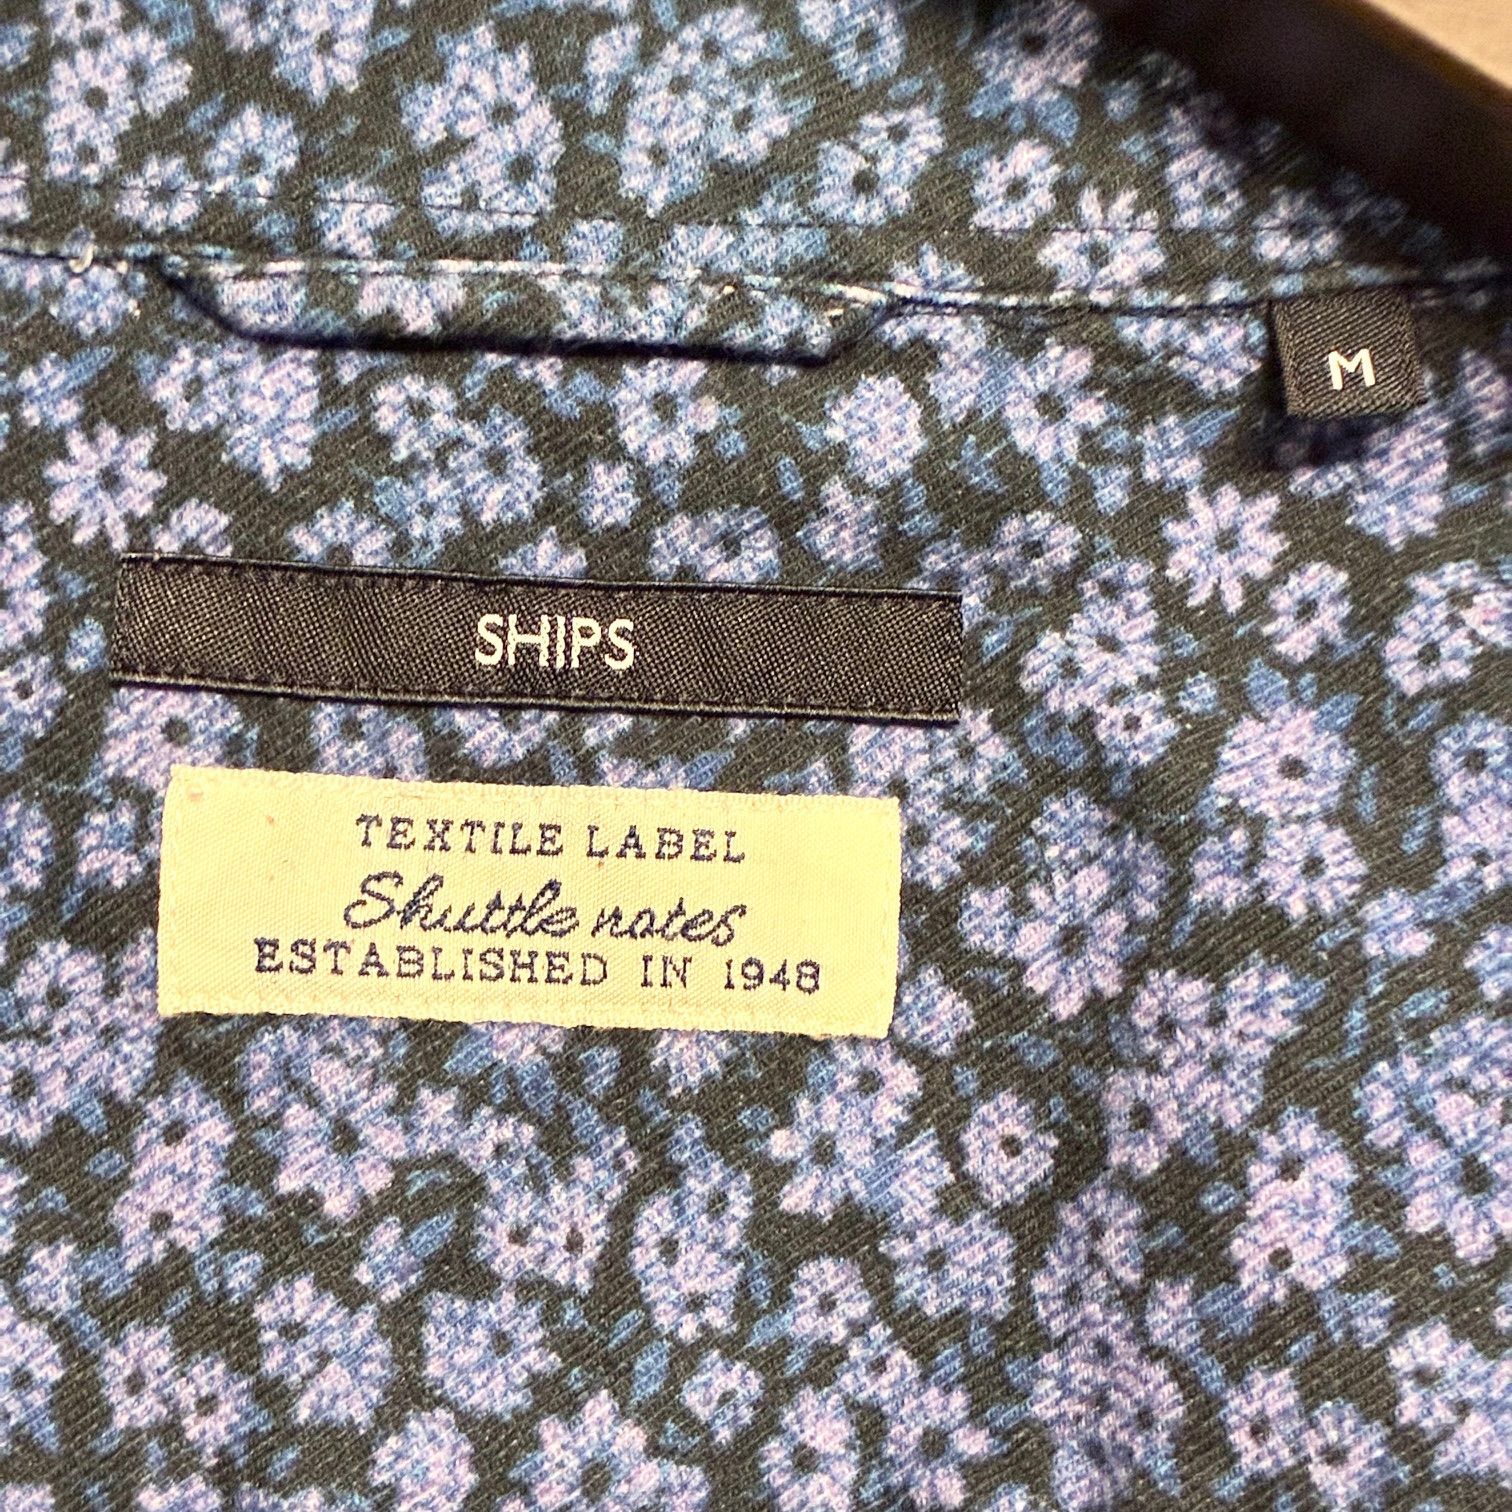 M
SHIPS
TEXTILE LABEL
Shuttle notes
ESTABLISHED IN 1948